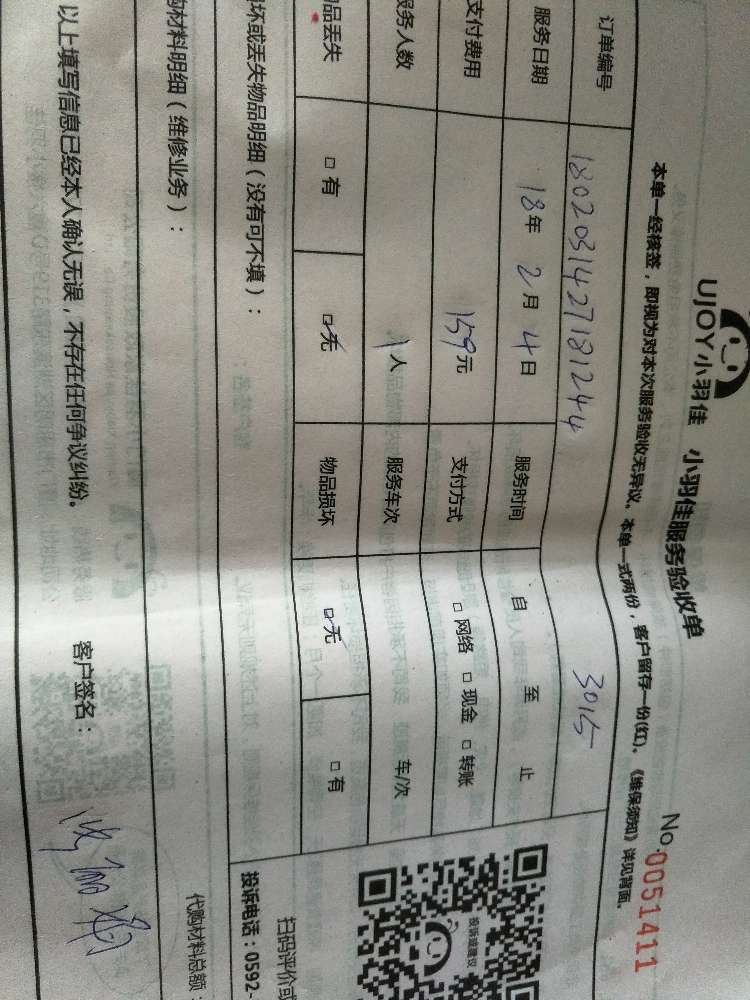 UJOY小羽佳 小羽佳服务验收单
No.0051411
本单一经核签，即视为对本次服务验收无异议。本单一式两份，客户留存一份(红)。《维保须知》详见背面。
订单编号 1802031427181244 3015
服务日期 18年 2月 4日 服务时间 自 至 止
支付费用 159元 支付方式 □ 网络 □ 现金 □ 转账
服务人数 1人 服务车次 车/次
品丢失 □ 有 □ 无 物品损坏 □ 无 □ 有
坏或丢失物品明细（没有可不填）：
购材料明细（维修业务）：
代购材料总额：
以上填写信息已经本人确认无误，不存在任何争议纠纷。 客户签名：
投诉或建议
扫码评价或
投诉电话：0592-